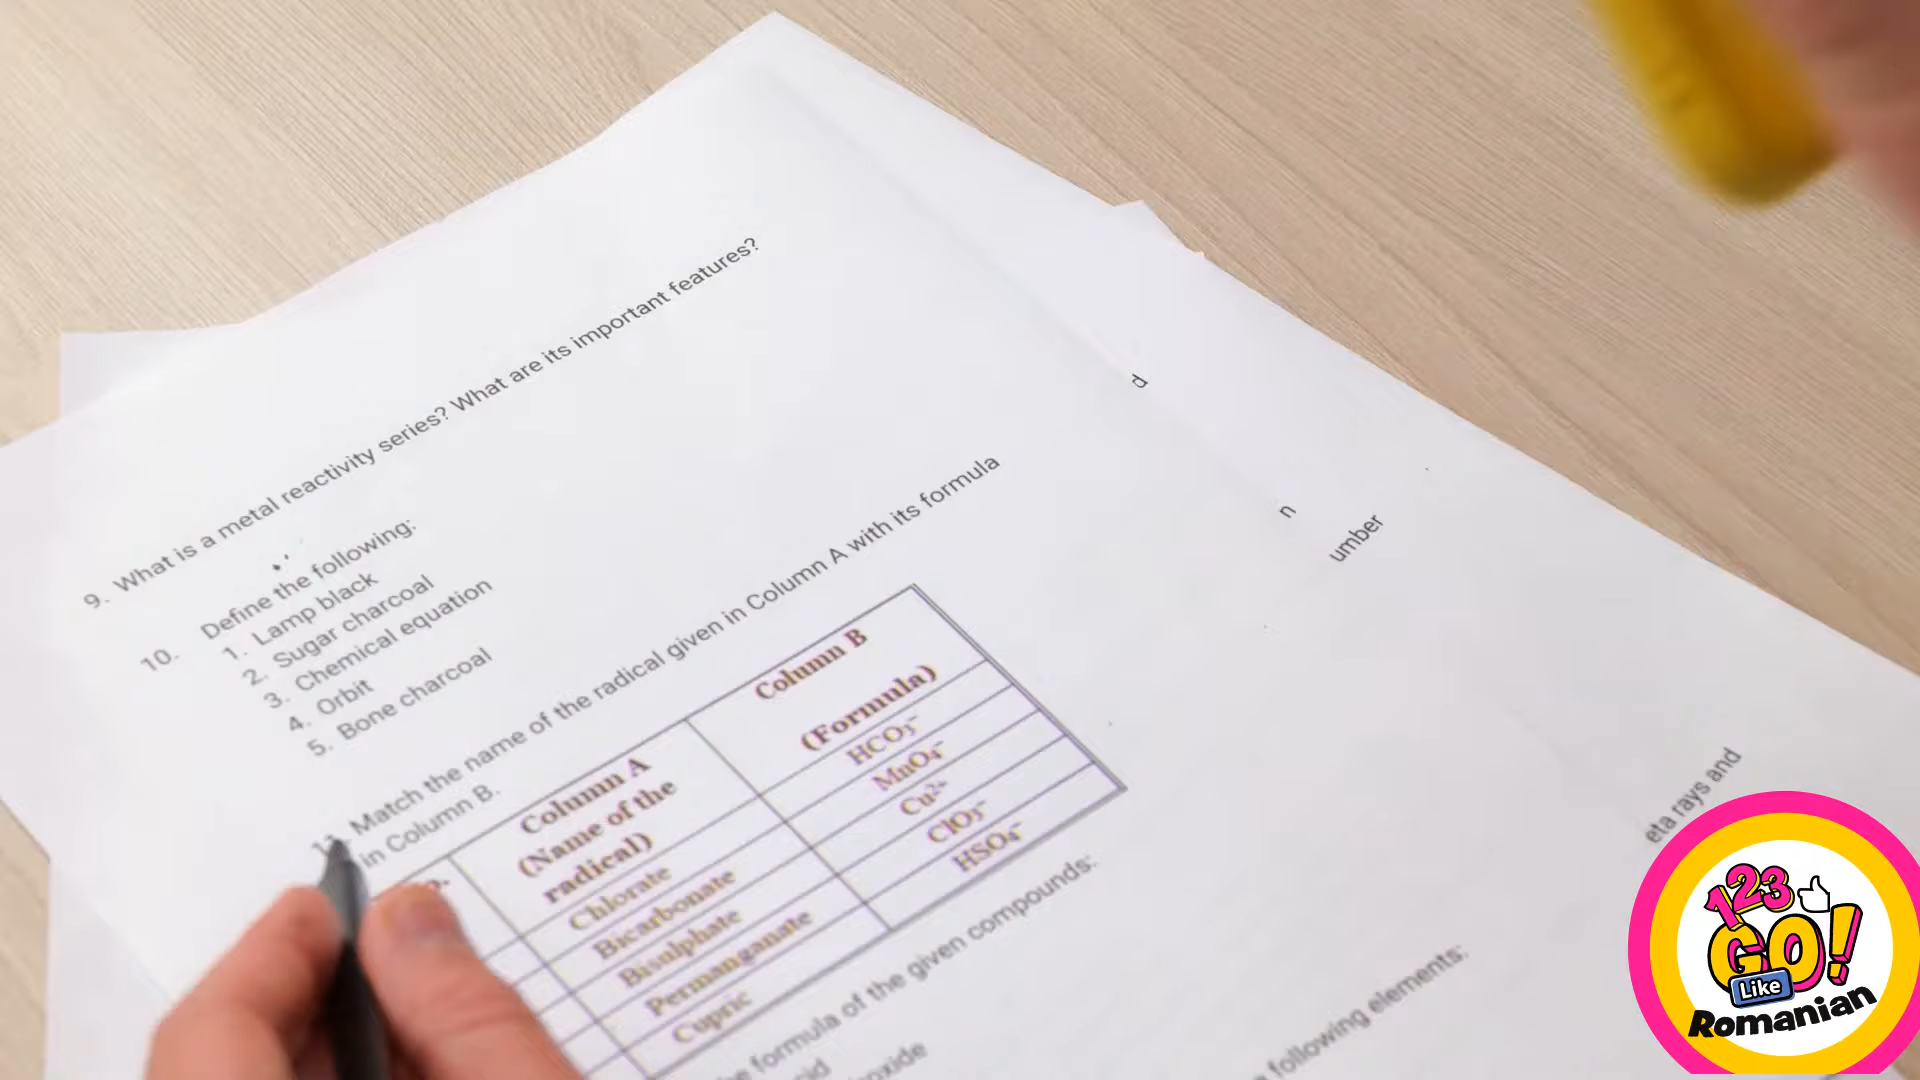 9. What is a metal reactivity series? What are its important features?
10. Define the following:
1. Lamp black
2. Sugar charcoal
3. Chemical equation
4. Orbit
5. Bone charcoal
Match the name of the radical given in Column A with its formula
in Column B.
Column A
(Name of the
radical)
Column B
(Formula)
Chlorate
HCO₃⁻
Bicarbonate
MnO₄⁻
Bisulphate
Cu²⁺
Permanganate
ClO₃⁻
Cupric
HSO₄⁻
formula of the given compounds:
d
n
umber
eta rays and
following elements:
123
GO!
Like
Romanian